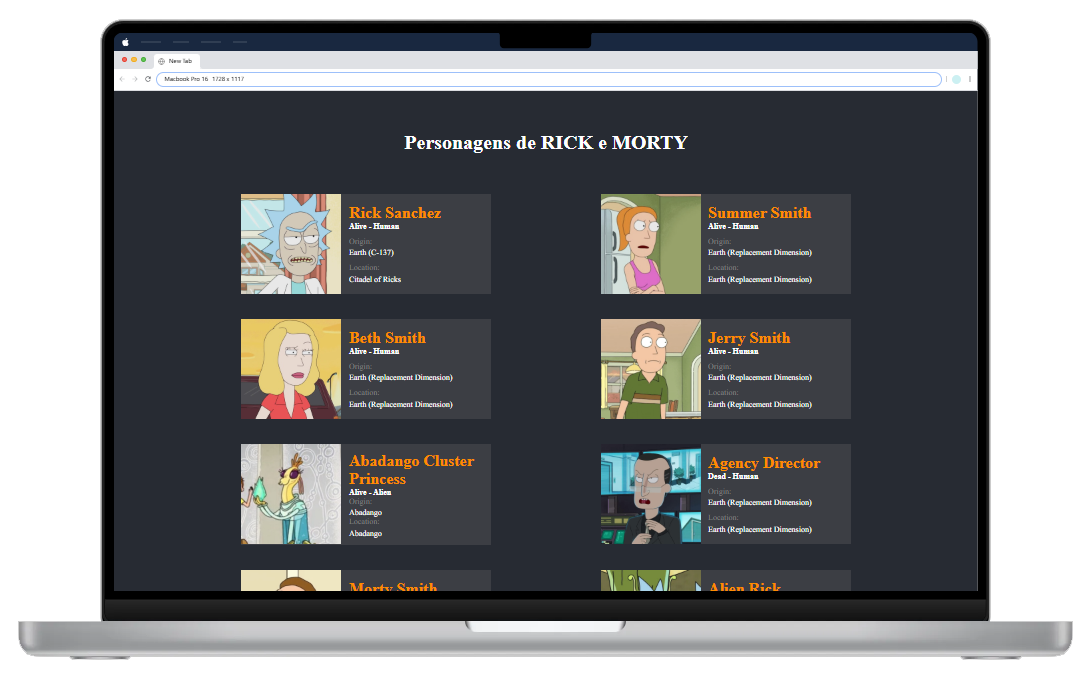 New Tab
Macbook Pro 16 1728 x 1117
Personagens de RICK e MORTY
Rick Sanchez
Alive - Human
Origin:
Earth (C-137)
Location:
Citadel of Ricks
Summer Smith
Alive - Human
Origin:
Earth (Replacement Dimension)
Location:
Earth (Replacement Dimension)
Beth Smith
Alive - Human
Origin:
Earth (Replacement Dimension)
Location:
Earth (Replacement Dimension)
Jerry Smith
Alive - Human
Origin:
Earth (Replacement Dimension)
Location:
Earth (Replacement Dimension)
Abadango Cluster
Princess
Alive - Alien
Origin:
Abadango
Location:
Abadango
Agency Director
Dead - Human
Origin:
Earth (Replacement Dimension)
Location:
Earth (Replacement Dimension)
Morty Smith
Alien Rick